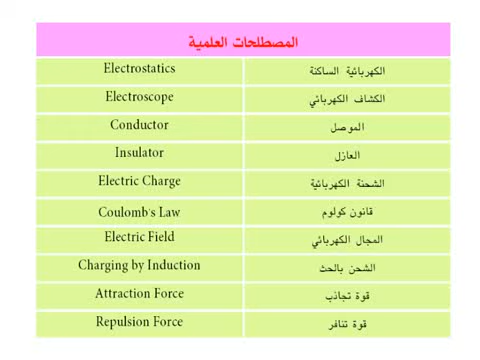 المصطلحات العلمية
Electrostatics الكهربائية الساكنة
Electroscope الكشاف الكهربائي
Conductor الموصل
Insulator العازل
Electric Charge الشحنة الكهربائية
Coulomb's Law قانون كولوم
Electric Field المجال الكهربائي
Charging by Induction الشحن بالحث
Attraction Force قوة تجاذب
Repulsion Force قوة تنافر